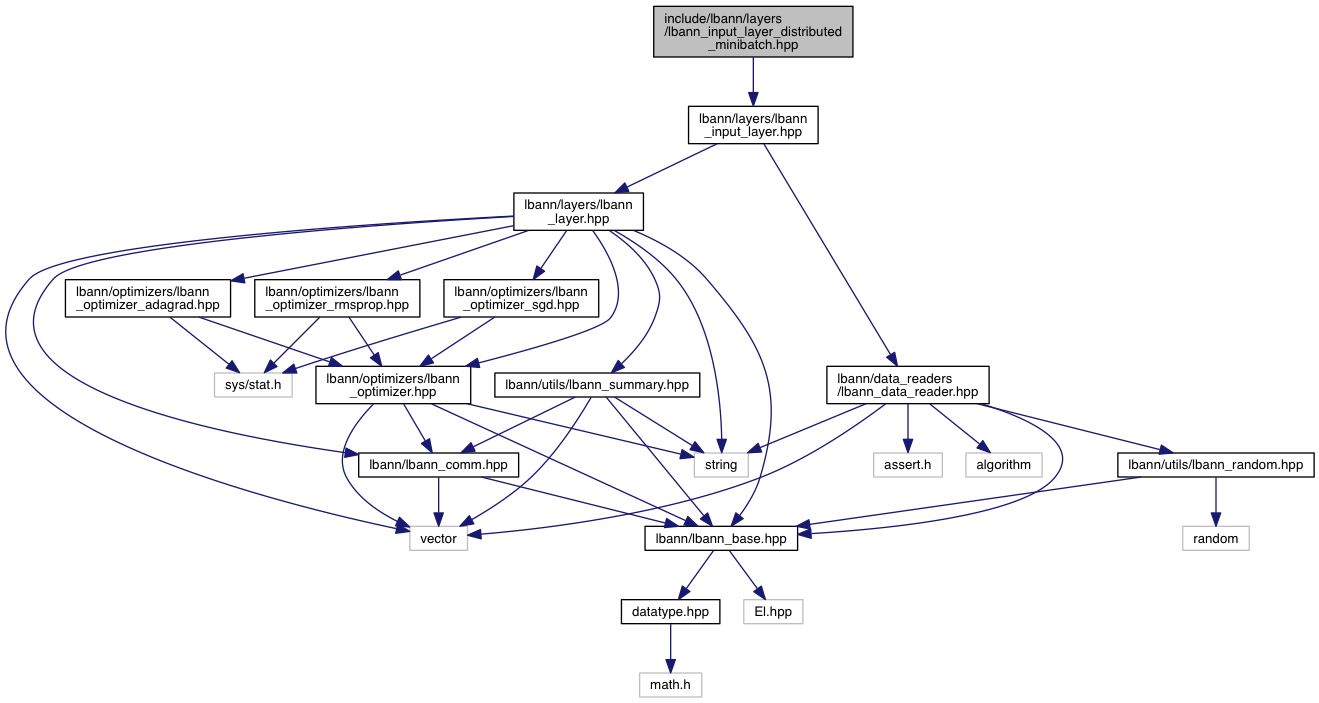 include/lbann/layers
/lbann_input_layer_distributed
_minibatch.hpp
lbann/layers/lbann
_input_layer.hpp
lbann/layers/lbann
_layer.hpp
lbann/optimizers/lbann
_optimizer_adagrad.hpp
lbann/optimizers/lbann
_optimizer_rmsprop.hpp
lbann/optimizers/lbann
_optimizer_sgd.hpp
sys/stat.h
lbann/optimizers/lbann
_optimizer.hpp
lbann/utils/lbann_summary.hpp
lbann/data_readers
/lbann_data_reader.hpp
lbann/lbann_comm.hpp
string
assert.h
algorithm
lbann/utils/lbann_random.hpp
vector
lbann/lbann_base.hpp
random
datatype.hpp
El.hpp
math.h